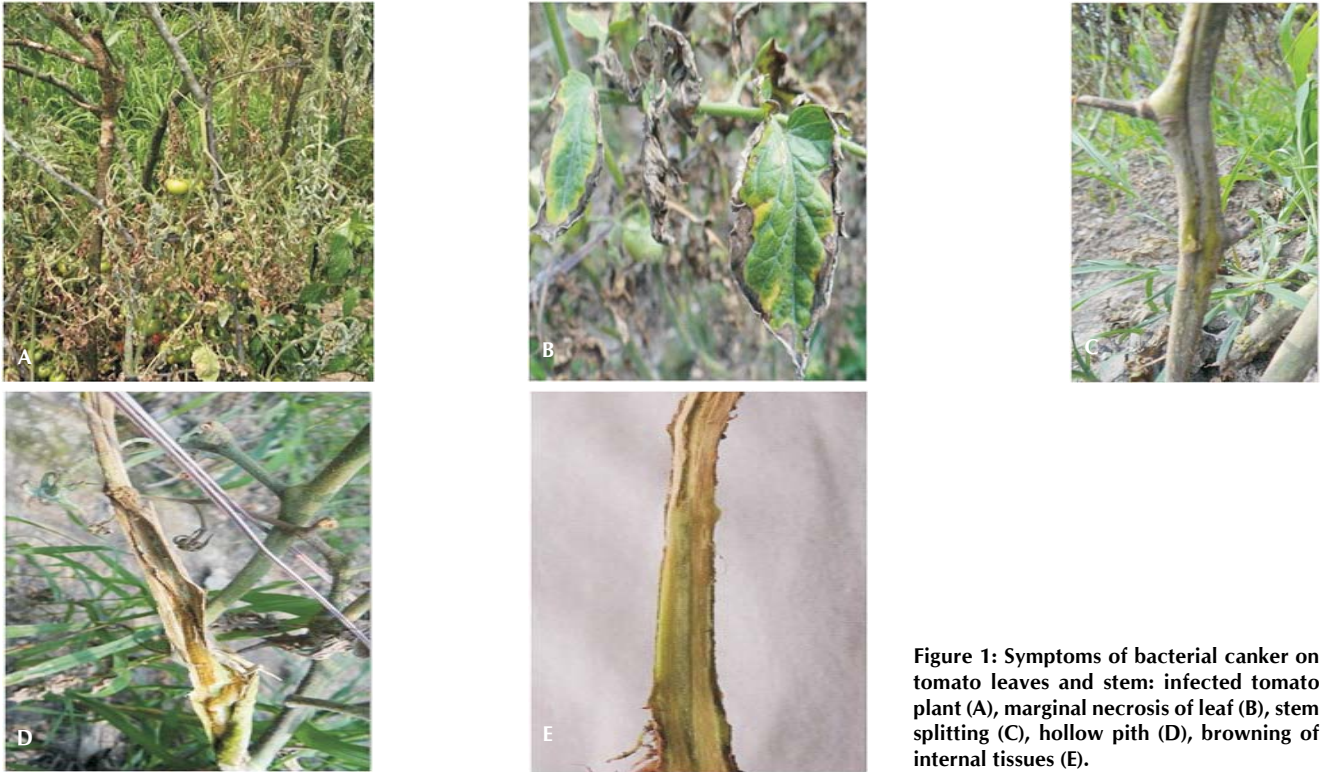 A
B
C
D
E
Figure 1: Symptoms of bacterial canker on
tomato leaves and stem: infected tomato
plant (A), marginal necrosis of leaf (B), stem
splitting (C), hollow pith (D), browning of
internal tissues (E).